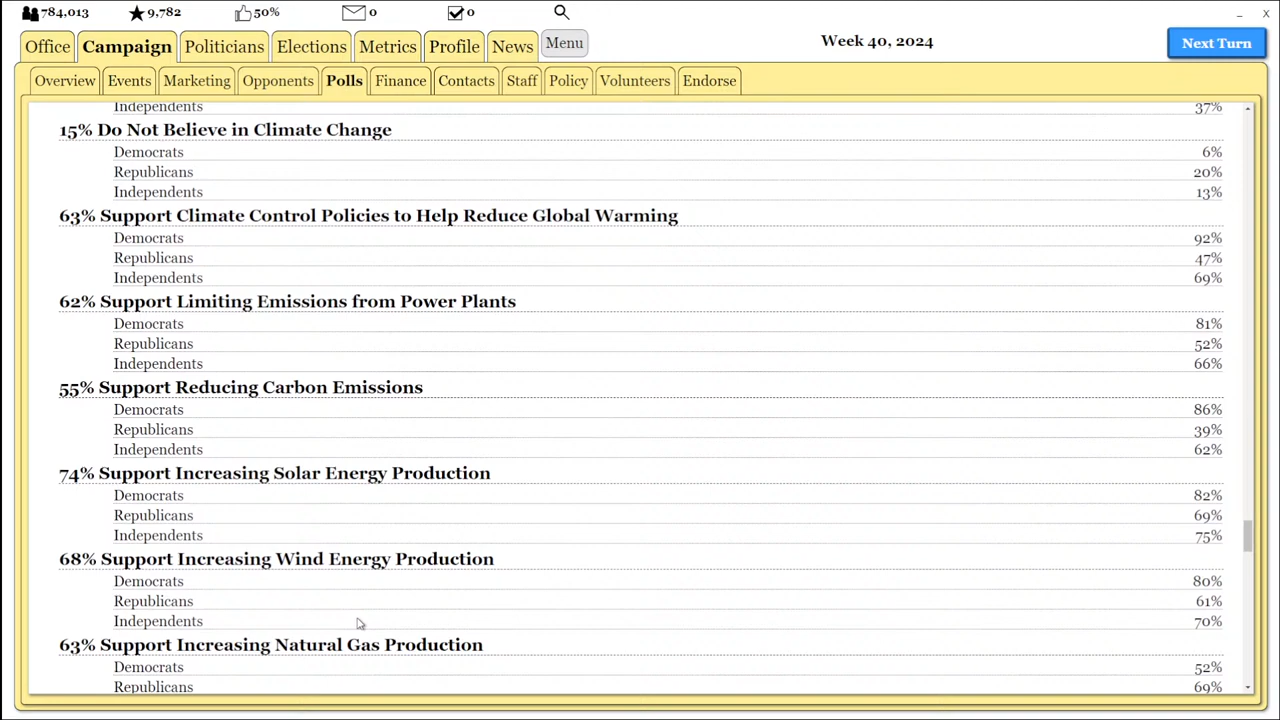 784,013 9,782 50% 0 0
Office Campaign Politicians Elections Metrics Profile News Menu Week 40, 2024 Next Turn
Overview Events Marketing Opponents Polls Finance Contacts Staff Policy Volunteers Endorse
Independents 37%
15% Do Not Believe in Climate Change
Democrats 6%
Republicans 20%
Independents 13%
63% Support Climate Control Policies to Help Reduce Global Warming
Democrats 92%
Republicans 47%
Independents 69%
62% Support Limiting Emissions from Power Plants
Democrats 81%
Republicans 52%
Independents 66%
55% Support Reducing Carbon Emissions
Democrats 86%
Republicans 39%
Independents 62%
74% Support Increasing Solar Energy Production
Democrats 82%
Republicans 69%
Independents 75%
68% Support Increasing Wind Energy Production
Democrats 80%
Republicans 61%
Independents 70%
63% Support Increasing Natural Gas Production
Democrats 52%
Republicans 69%